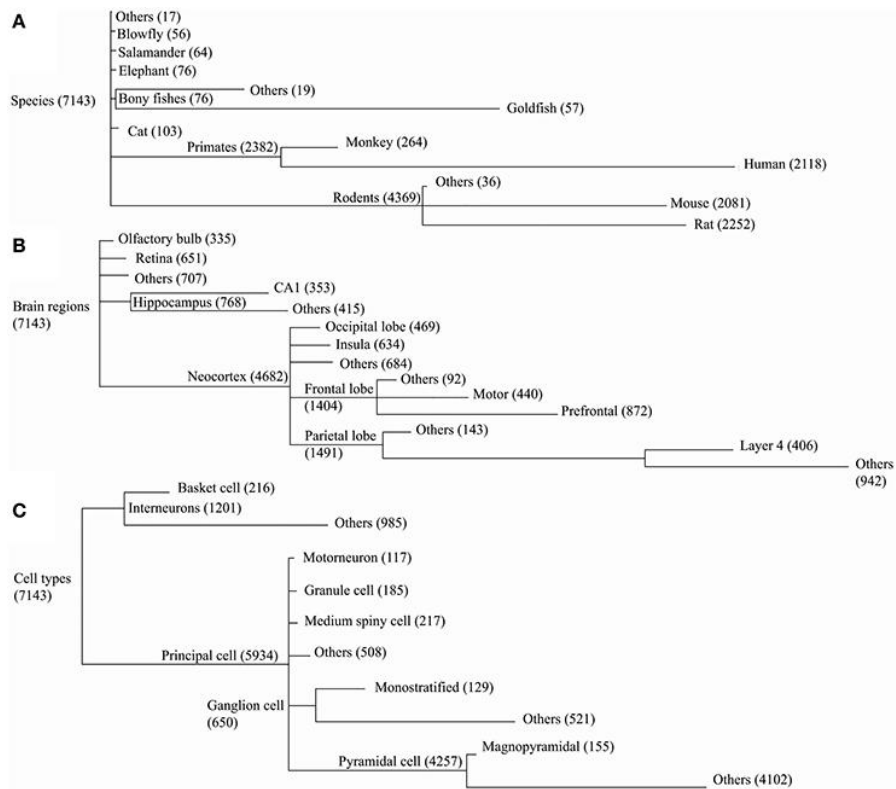 A
Others (17)
Blowfly (56)
Salamander (64)
Elephant (76)
Others (19)
Species (7143)
Bony fishes (76)
Goldfish (57)
Cat (103)
Primates (2382)
Monkey (264)
Human (2118)
Others (36)
Rodents (4369)
Mouse (2081)
Rat (2252)
B
Olfactory bulb (335)
Retina (651)
Others (707)
CA1 (353)
Brain regions
(7143)
Hippocampus (768)
Others (415)
Occipital lobe (469)
Insula (634)
Others (684)
Neocortex (4682)
Frontal lobe
(1404)
Others (92)
Motor (440)
Prefrontal (872)
Parietal lobe
(1491)
Others (143)
Layer 4 (406)
Others
(942)
C
Basket cell (216)
Interneurons (1201)
Others (985)
Cell types
(7143)
Motorneuron (117)
Granule cell (185)
Medium spiny cell (217)
Principal cell (5934)
Others (508)
Ganglion cell
(650)
Monostratified (129)
Others (521)
Magnopyramidal (155)
Pyramidal cell (4257)
Others (4102)